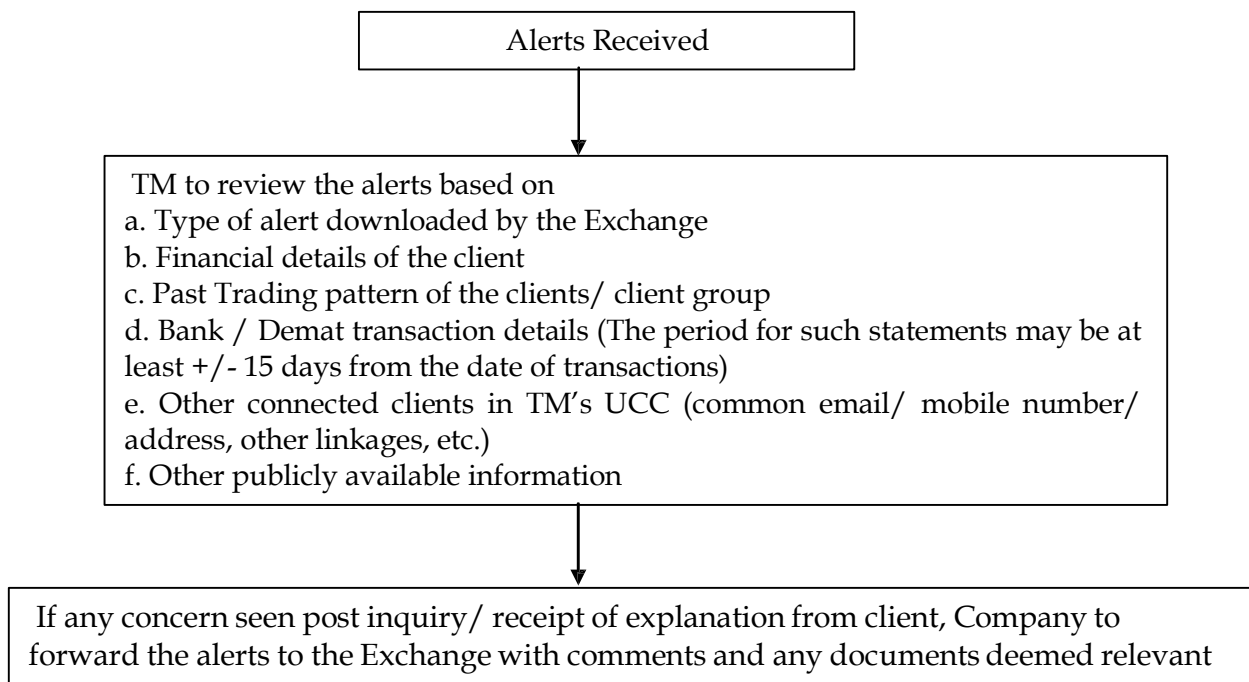 Alerts Received
TM to review the alerts based on
a. Type of alert downloaded by the Exchange
b. Financial details of the client
c. Past Trading pattern of the clients/ client group
d. Bank / Demat transaction details (The period for such statements may be at
least +/- 15 days from the date of transactions)
e. Other connected clients in TM’s UCC (common email/ mobile number/
address, other linkages, etc.)
f. Other publicly available information
If any concern seen post inquiry/ receipt of explanation from client, Company to
forward the alerts to the Exchange with comments and any documents deemed relevant